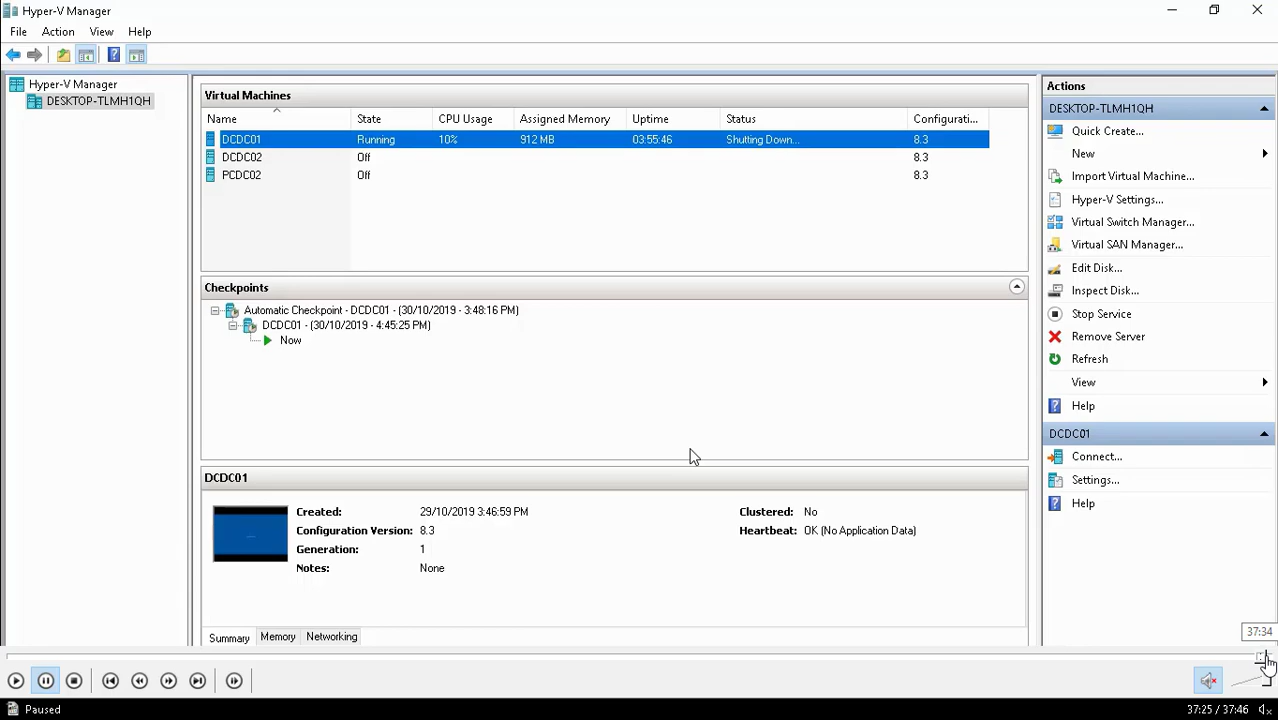 Hyper-V Manager
File Action View Help
Hyper-V Manager
DESKTOP-TLMH1QH
Virtual Machines
Name State CPU Usage Assigned Memory Uptime Status Configurati...
DCDC01 Running 10% 912 MB 03:55:46 Shutting Down... 8.3
DCDC02 Off 8.3
PCDC02 Off 8.3
Checkpoints
Automatic Checkpoint - DCDC01 - (30/10/2019 - 3:48:16 PM)
DCDC01 - (30/10/2019 - 4:45:25 PM)
Now
DCDC01
Created: 29/10/2019 3:46:59 PM Clustered: No
Configuration Version: 8.3 Heartbeat: OK (No Application Data)
Generation: 1
Notes: None
Summary Memory Networking
Actions
DESKTOP-TLMH1QH
Quick Create...
New
Import Virtual Machine...
Hyper-V Settings...
Virtual Switch Manager...
Virtual SAN Manager...
Edit Disk...
Inspect Disk...
Stop Service
Remove Server
Refresh
View
Help
DCDC01
Connect...
Settings...
Help
37:34
Paused 37:25 / 37:46